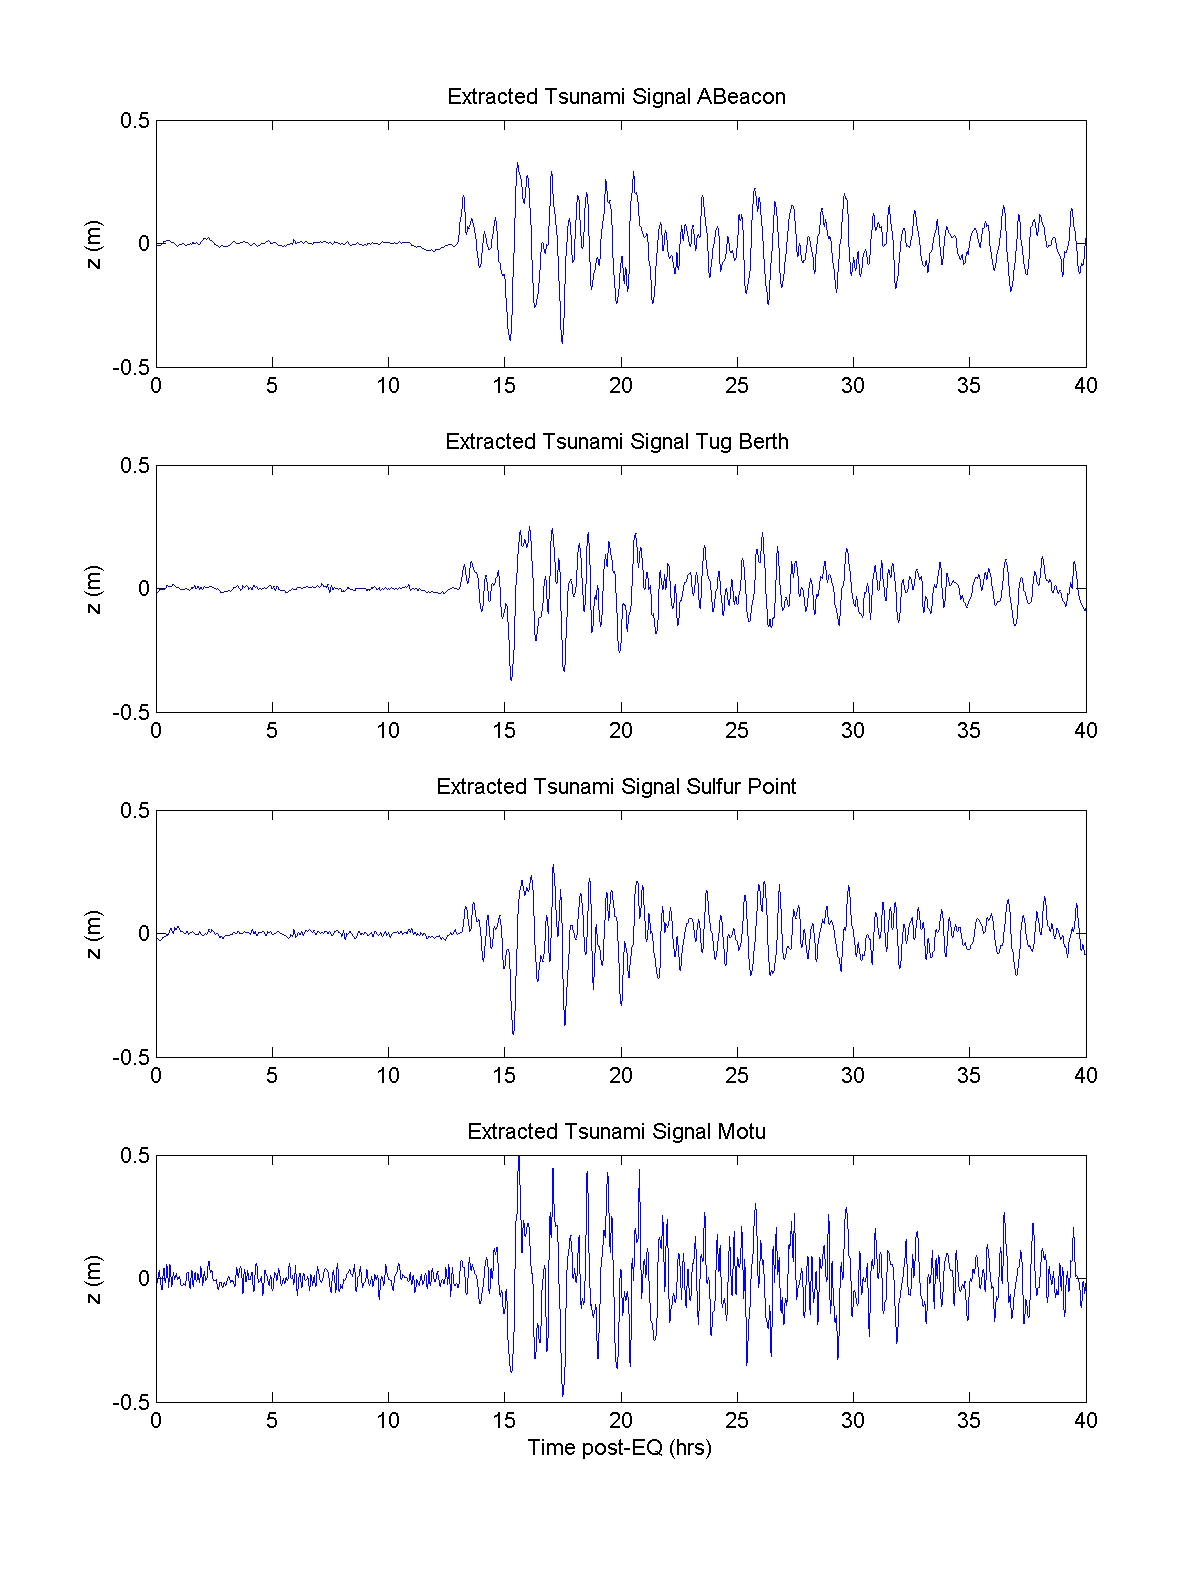 Extracted Tsunami Signal ABeacon
0.5
z (m)
0
-0.5
0 5 10 15 20 25 30 35 40
Extracted Tsunami Signal Tug Berth
0.5
z (m)
0
-0.5
0 5 10 15 20 25 30 35 40
Extracted Tsunami Signal Sulfur Point
0.5
z (m)
0
-0.5
0 5 10 15 20 25 30 35 40
Extracted Tsunami Signal Motu
0.5
z (m)
0
-0.5
0 5 10 15 20 25 30 35 40
Time post-EQ (hrs)